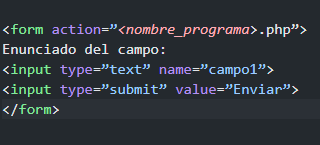 <form action=”<nombre_programa>.php”>
Enunciado del campo:
<input type=”text” name=”campo1”>
<input type=”submit” value=”Enviar”>
</form>